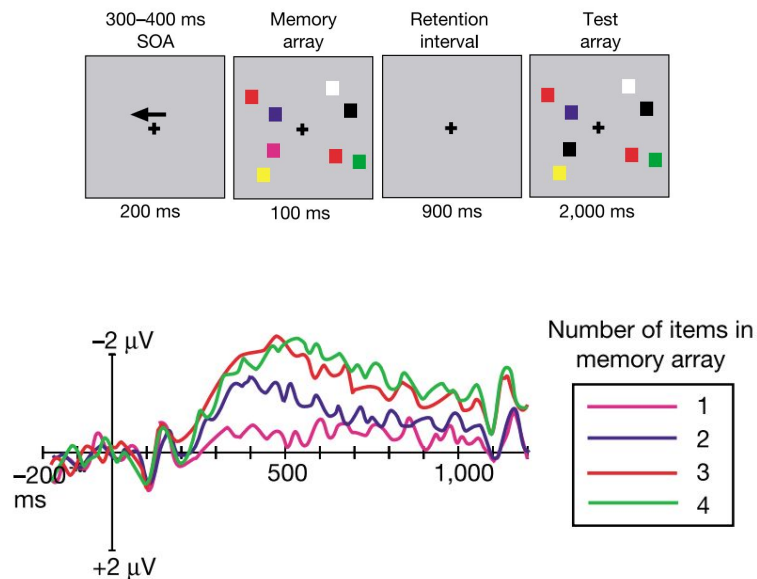 300–400 ms
SOA
Memory
array
Retention
interval
Test
array
200 ms
100 ms
900 ms
2,000 ms
−2 μV
−200
ms
500
1,000
+2 μV
Number of items in
memory array
1
2
3
4